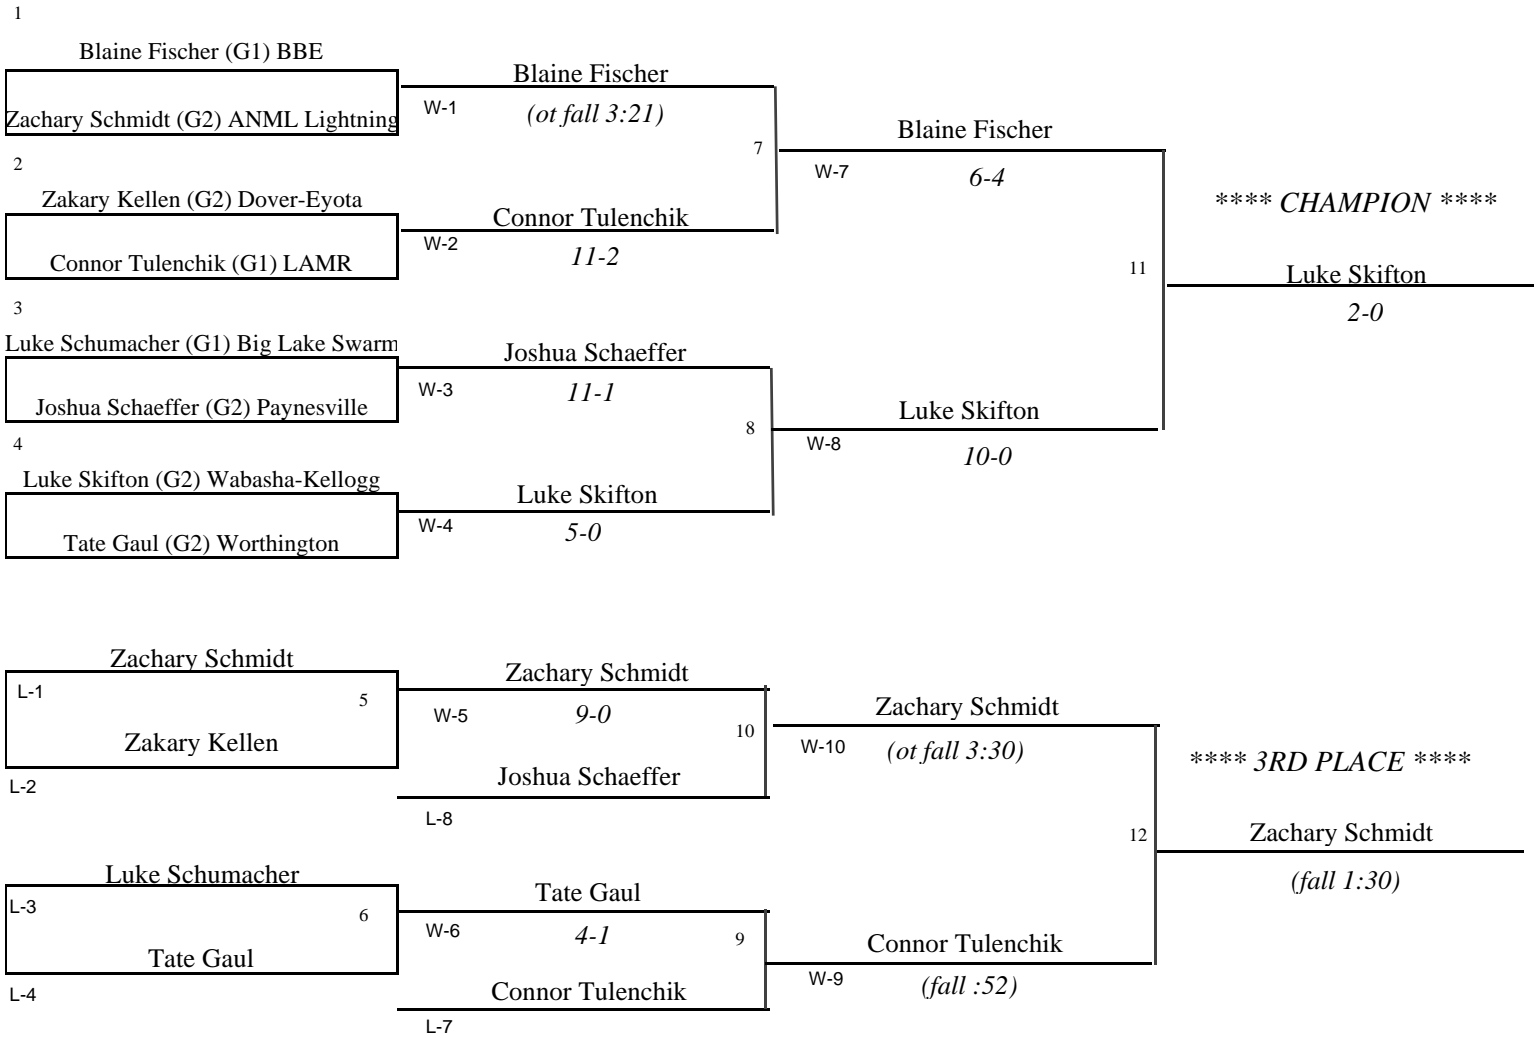 1
Blaine Fischer (G1) BBE
Zachary Schmidt (G2) ANML Lightning
W-1
Blaine Fischer
(ot fall 3:21)
2
Zakary Kellen (G2) Dover-Eyota
Connor Tulenchik (G1) LAMR
W-2
Connor Tulenchik
11-2
3
Luke Schumacher (G1) Big Lake Swarm
Joshua Schaeffer (G2) Paynesville
W-3
Joshua Schaeffer
11-1
4
Luke Skifton (G2) Wabasha-Kellogg
Tate Gaul (G2) Worthington
W-4
Luke Skifton
5-0
7
W-7
Blaine Fischer
6-4
8
W-8
Luke Skifton
10-0
11
**** CHAMPION ****
Luke Skifton
2-0
Zachary Schmidt
L-1
5
Zakary Kellen
L-2
Zachary Schmidt
W-5
9-0
10
Joshua Schaeffer
L-8
Luke Schumacher
L-3
6
Tate Gaul
L-4
Tate Gaul
W-6
4-1
9
Connor Tulenchik
L-7
Zachary Schmidt
W-10
(ot fall 3:30)
Connor Tulenchik
W-9
(fall :52)
12
**** 3RD PLACE ****
Zachary Schmidt
(fall 1:30)